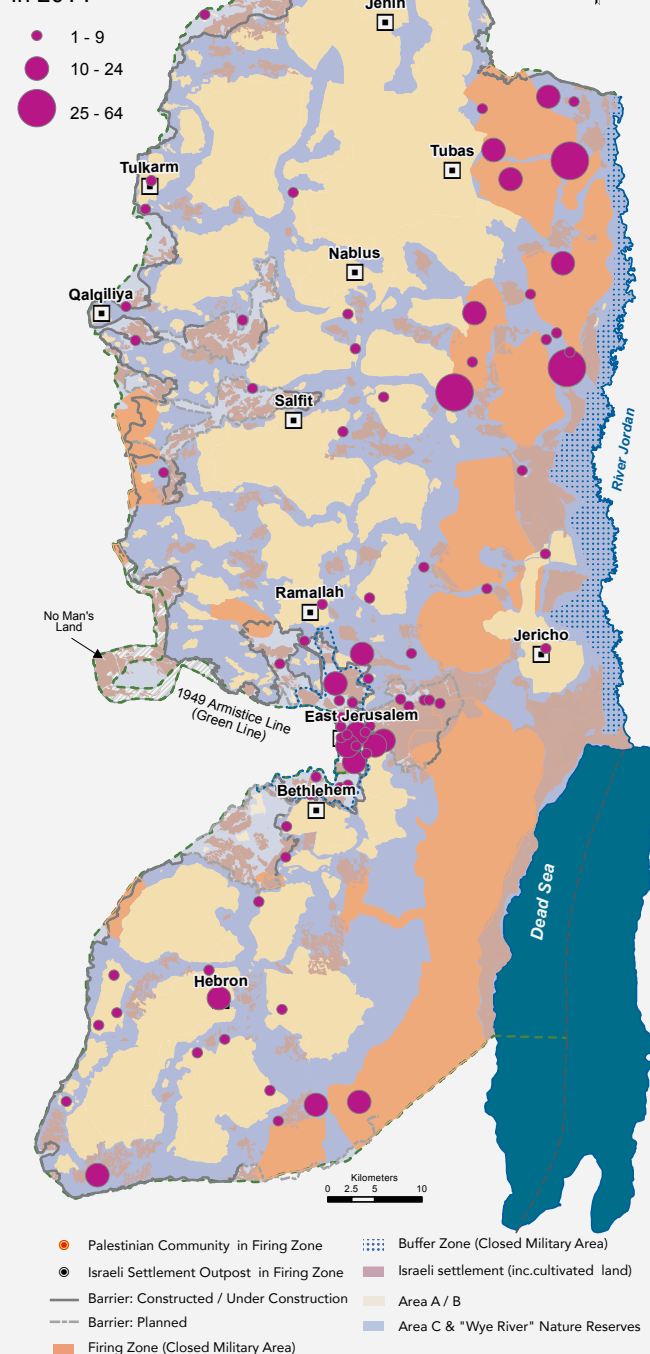 Jenin
1 - 9
10 - 24
25 - 64
Tubas
Tulkarm
Nablus
Qalqiliya
Salfit
River Jordan
Ramallah
No Man's
Land
Jericho
1949 Armistice Line
(Green Line)
East Jerusalem
Bethlehem
Dead Sea
Hebron
Kilometers
0 2.5 5 10
Palestinian Community in Firing Zone
Israeli Settlement Outpost in Firing Zone
Barrier: Constructed / Under Construction
Barrier: Planned
Firing Zone (Closed Military Area)
Buffer Zone (Closed Military Area)
Israeli settlement (inc.cultivated land)
Area A / B
Area C & "Wye River" Nature Reserves